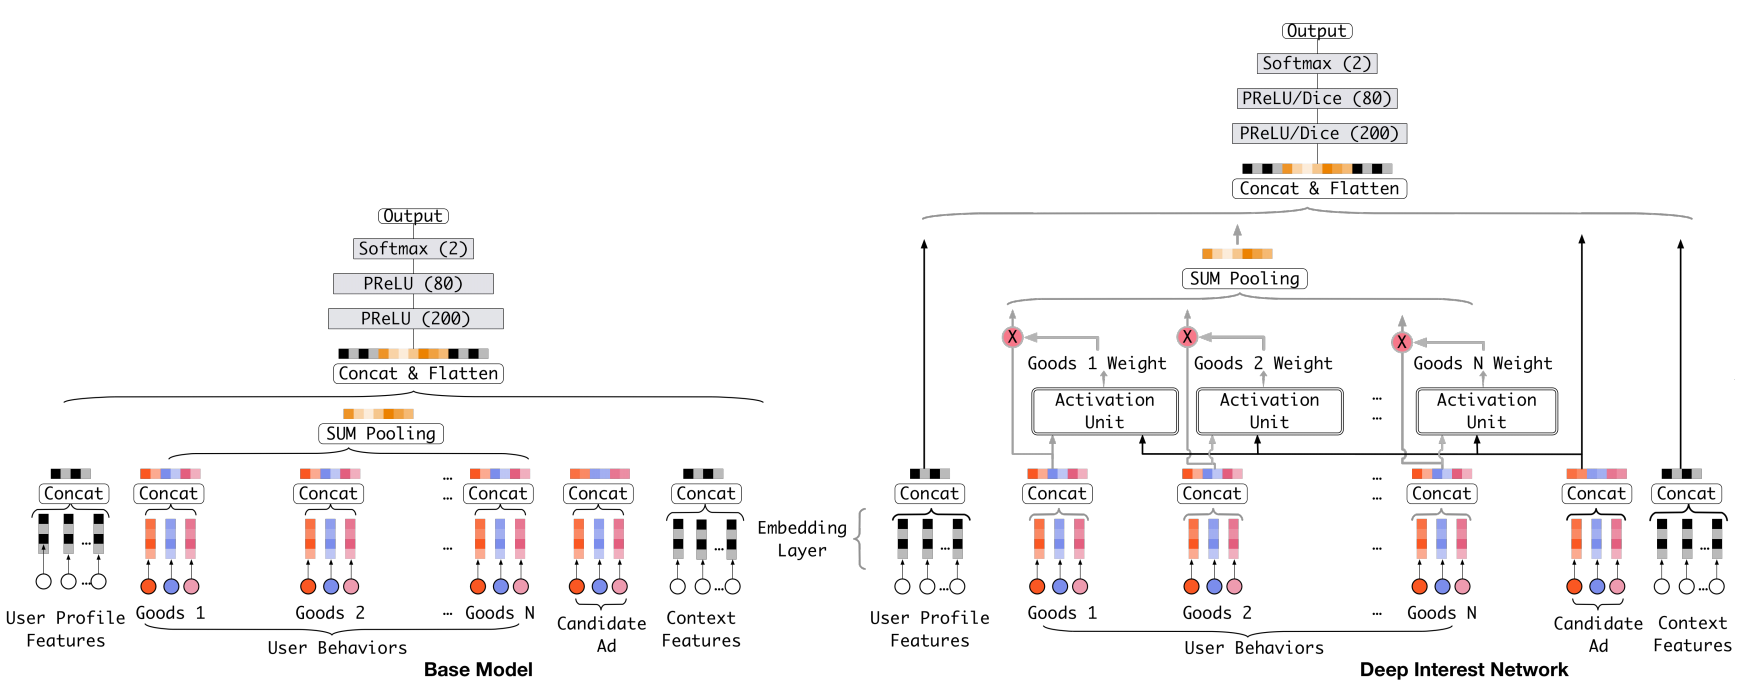 Output
Softmax (2)
PReLU (80)
PReLU (200)
Concat & Flatten
SUM Pooling
Concat
Concat
Concat
...
...
Concat
Concat
Concat
...
...
...
...
...
User Profile
Features
Goods 1
Goods 2
...
Goods N
Candidate
Ad
Context
Features
User Behaviors
Base Model
Output
Softmax (2)
PReLU/Dice (80)
PReLU/Dice (200)
Concat & Flatten
SUM Pooling
X
X
X
Goods 1 Weight
Goods 2 Weight
Goods N Weight
Activation
Unit
Activation
Unit
...
...
Activation
Unit
Concat
Concat
Concat
...
...
Concat
Concat
Concat
Embedding
Layer
...
...
...
...
...
User Profile
Features
Goods 1
Goods 2
...
Goods N
Candidate
Ad
Context
Features
User Behaviors
Deep Interest Network